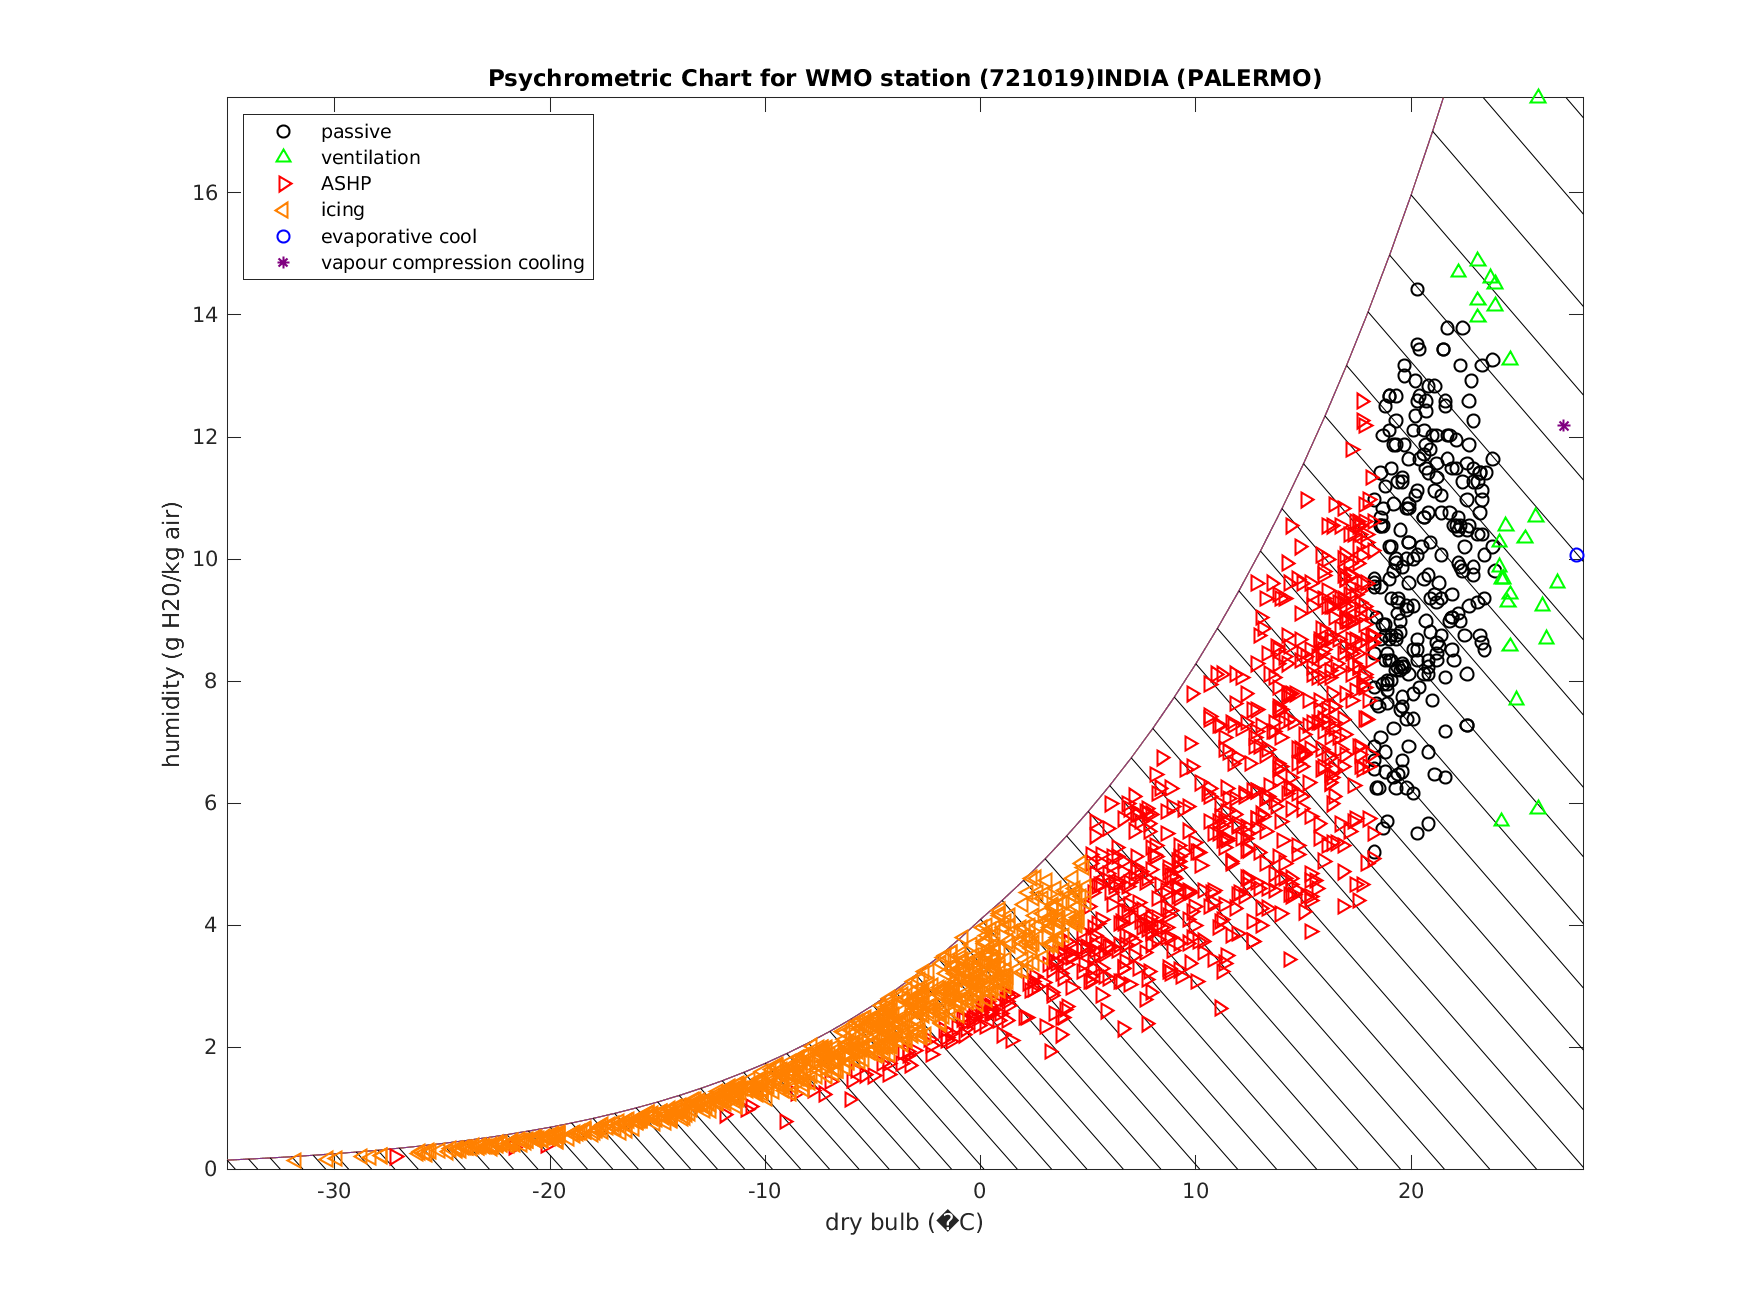 Psychrometric Chart for WMO station (721019)INDIA (PALERMO)
passive
ventilation
ASHP
icing
evaporative cool
vapour compression cooling
16
14
12
10
8
6
4
2
0
humidity (g H20/kg air)
-30
-20
-10
0
10
20
dry bulb (�C)